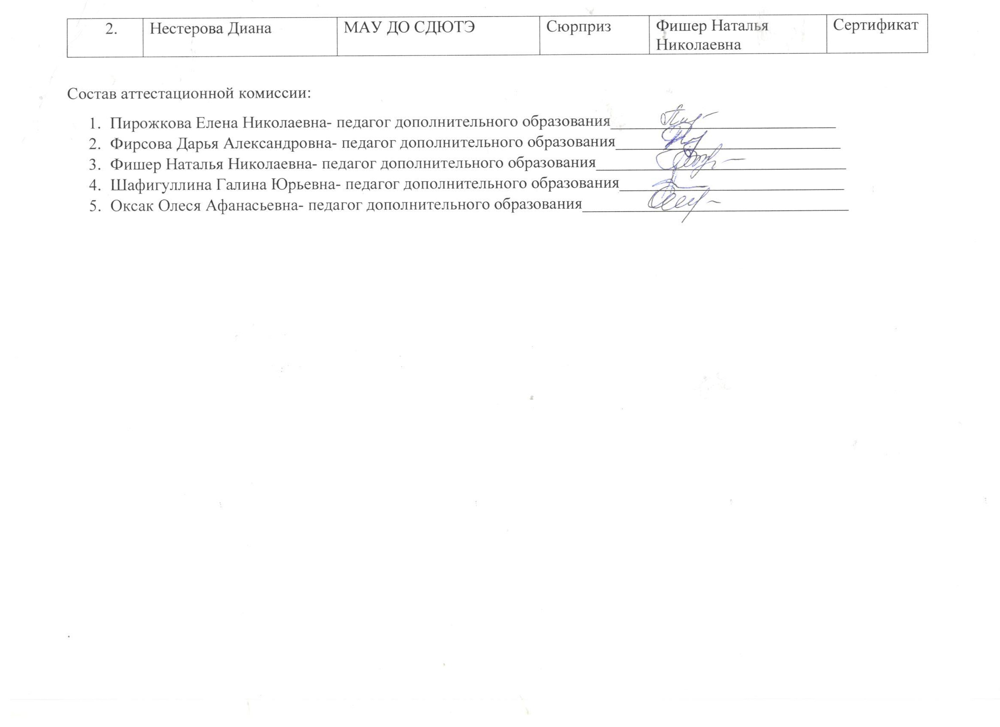 2. Нестерова Диана МАУ ДО СДЮТЭ Сюрприз Фишер Наталья Сертификат
Николаевна
Состав аттестационной комиссии:
1. Пирожкова Елена Николаевна- педагог дополнительного образования
2. Фирсова Дарья Александровна- педагог дополнительного образования
3. Фишер Наталья Николаевна- педагог дополнительного образования
4. Шафигуллина Галина Юрьевна- педагог дополнительного образования
5. Оксак Олеся Афанасьевна- педагог дополнительного образования